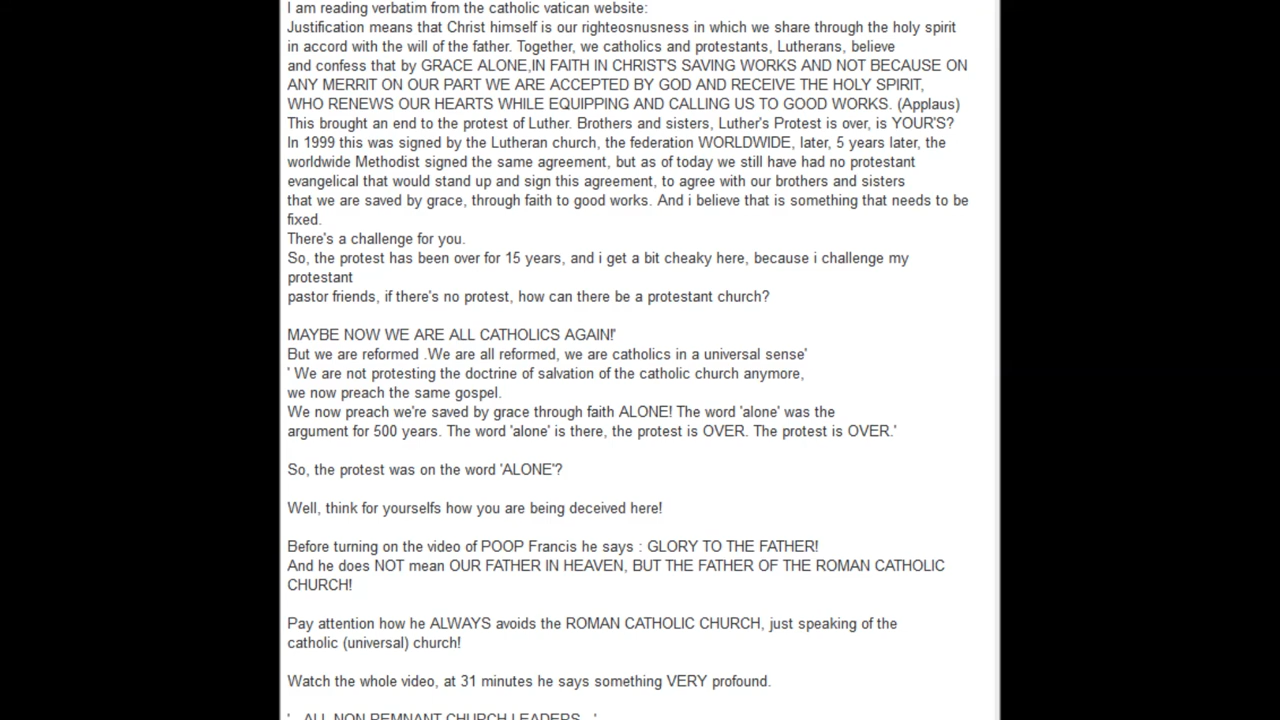 I am reading verbatim from the catholic vatican website:
Justification means that Christ himself is our righteosnusness in which we share through the holy spirit
in accord with the will of the father. Together, we catholics and protestants, Lutherans, believe
and confess that by GRACE ALONE,IN FAITH IN CHRIST'S SAVING WORKS AND NOT BECAUSE ON
ANY MERRIT ON OUR PART WE ARE ACCEPTED BY GOD AND RECEIVE THE HOLY SPIRIT,
WHO RENEWS OUR HEARTS WHILE EQUIPPING AND CALLING US TO GOOD WORKS. (Applaus)
This brought an end to the protest of Luther. Brothers and sisters, Luther's Protest is over, is YOUR'S?
In 1999 this was signed by the Lutheran church, the federation WORLDWIDE, later, 5 years later, the
worldwide Methodist signed the same agreement, but as of today we still have had no protestant
evangelical that would stand up and sign this agreement, to agree with our brothers and sisters
that we are saved by grace, through faith to good works. And i believe that is something that needs to be
fixed.
There's a challenge for you.
So, the protest has been over for 15 years, and i get a bit cheaky here, because i challenge my
protestant
pastor friends, if there's no protest, how can there be a protestant church?
MAYBE NOW WE ARE ALL CATHOLICS AGAIN!'
But we are reformed .We are all reformed, we are catholics in a universal sense'
' We are not protesting the doctrine of salvation of the catholic church anymore,
we now preach the same gospel.
We now preach we're saved by grace through faith ALONE! The word 'alone' was the
argument for 500 years. The word 'alone' is there, the protest is OVER. The protest is OVER.'
So, the protest was on the word 'ALONE'?
Well, think for yourselfs how you are being deceived here!
Before turning on the video of POOP Francis he says : GLORY TO THE FATHER!
And he does NOT mean OUR FATHER IN HEAVEN, BUT THE FATHER OF THE ROMAN CATHOLIC
CHURCH!
Pay attention how he ALWAYS avoids the ROMAN CATHOLIC CHURCH, just speaking of the
catholic (universal) church!
Watch the whole video, at 31 minutes he says something VERY profound.
' ..ALL NON REMNANT CHURCH LEADERS...'